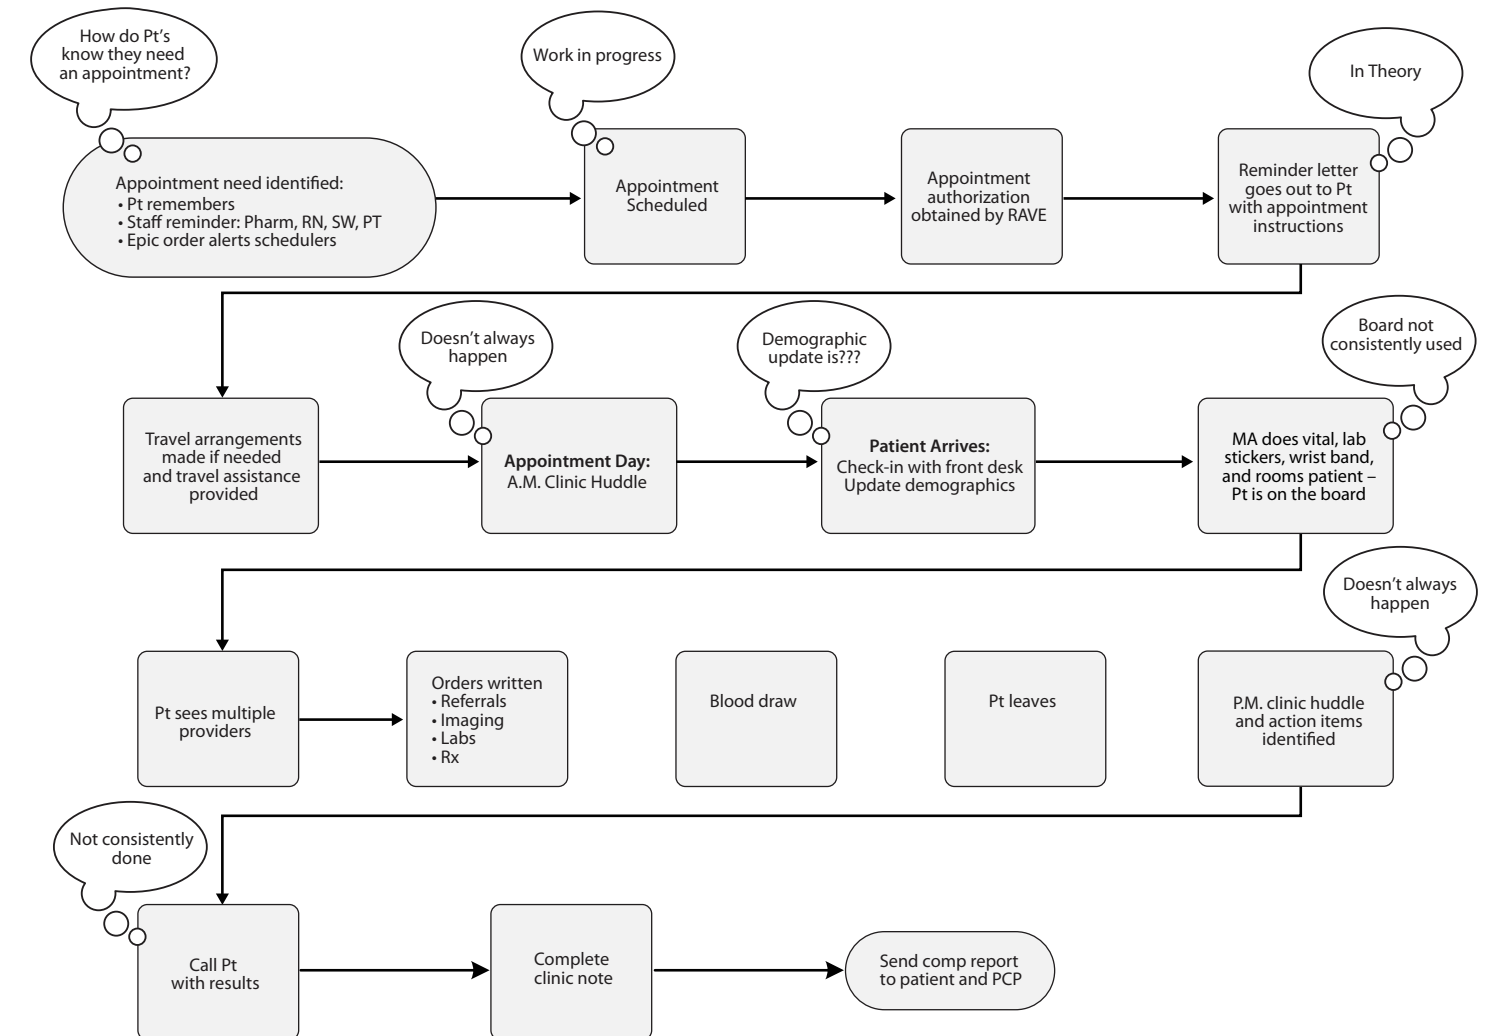 How do Pt’s
know they need
an appointment?
Work in progress
In Theory
Appointment need identified:
• Pt remembers
• Staff reminder: Pharm, RN, SW, PT
• Epic order alerts schedulers
Appointment
Scheduled
Appointment
authorization
obtained by RAVE
Reminder letter
goes out to Pt
with appointment
instructions
Doesn’t always
happen
Demographic
update is???
Board not
consistently used
Travel arrangements
made if needed
and travel assistance
provided
Appointment Day:
A.M. Clinic Huddle
Patient Arrives:
Check-in with front desk
Update demographics
MA does vital, lab
stickers, wrist band,
and rooms patient –
Pt is on the board
Doesn’t always
happen
Pt sees multiple
providers
Orders written
• Referrals
• Imaging
• Labs
• Rx
Blood draw
Pt leaves
P.M. clinic huddle
and action items
identified
Not consistently
done
Call Pt
with results
Complete
clinic note
Send comp report
to patient and PCP